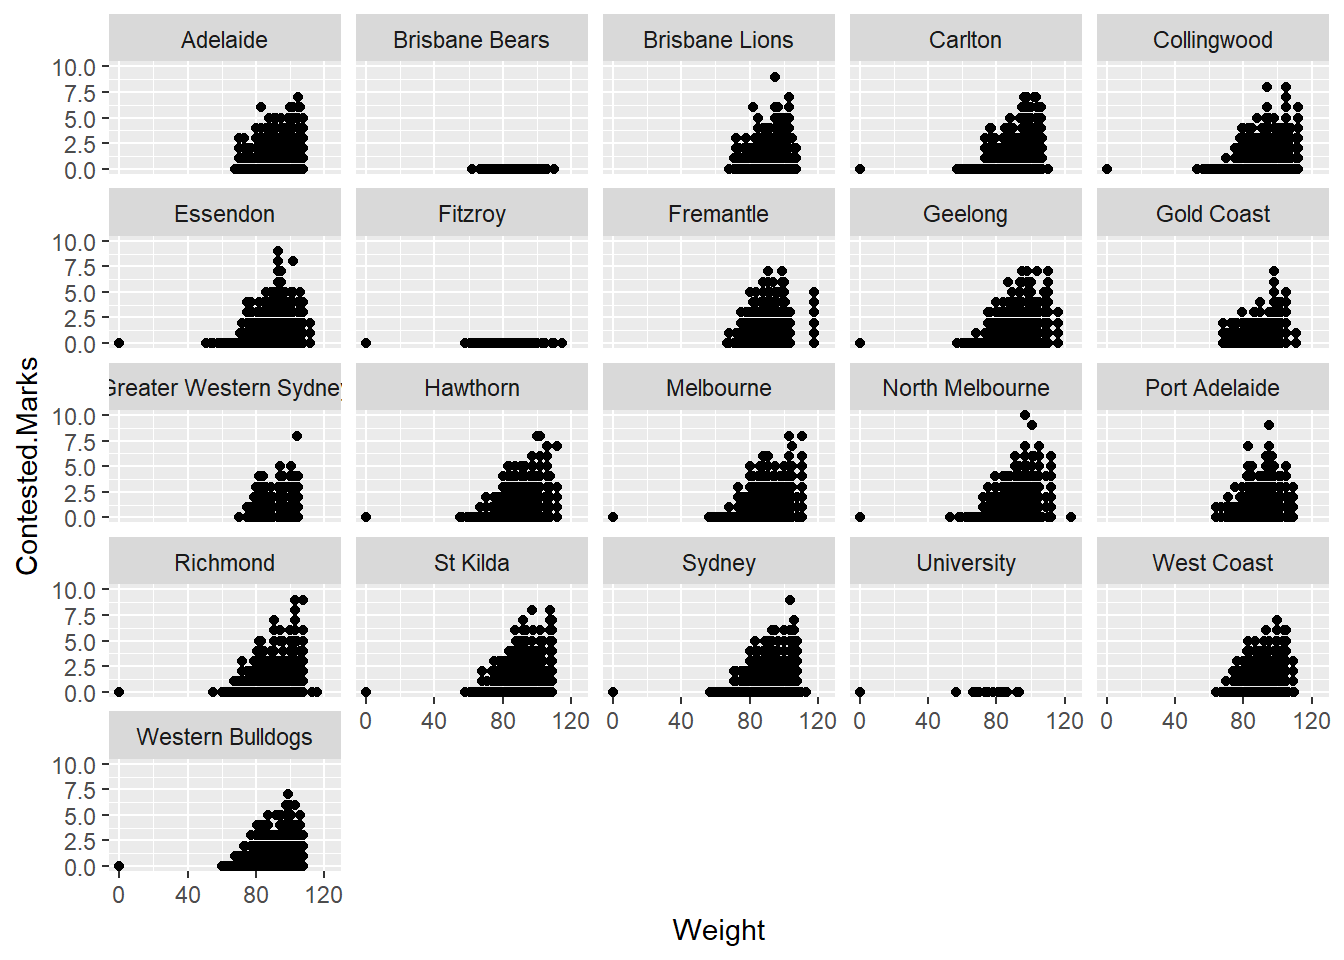 Adelaide Brisbane Bears Brisbane Lions Carlton Collingwood
10.0
7.5
5.0
2.5
0.0
Essendon Fitzroy Fremantle Geelong Gold Coast
10.0
7.5
5.0
2.5
0.0
Greater Western Sydney Hawthorn Melbourne North Melbourne Port Adelaide
10.0
7.5
5.0
2.5
0.0
Richmond St Kilda Sydney University West Coast
10.0
7.5
5.0
2.5
0.0
0 40 80 120 0 40 80 120 0 40 80 120 0 40 80 120
Western Bulldogs
10.0
7.5
5.0
2.5
0.0
0 40 80 120
Contested.Marks
Weight